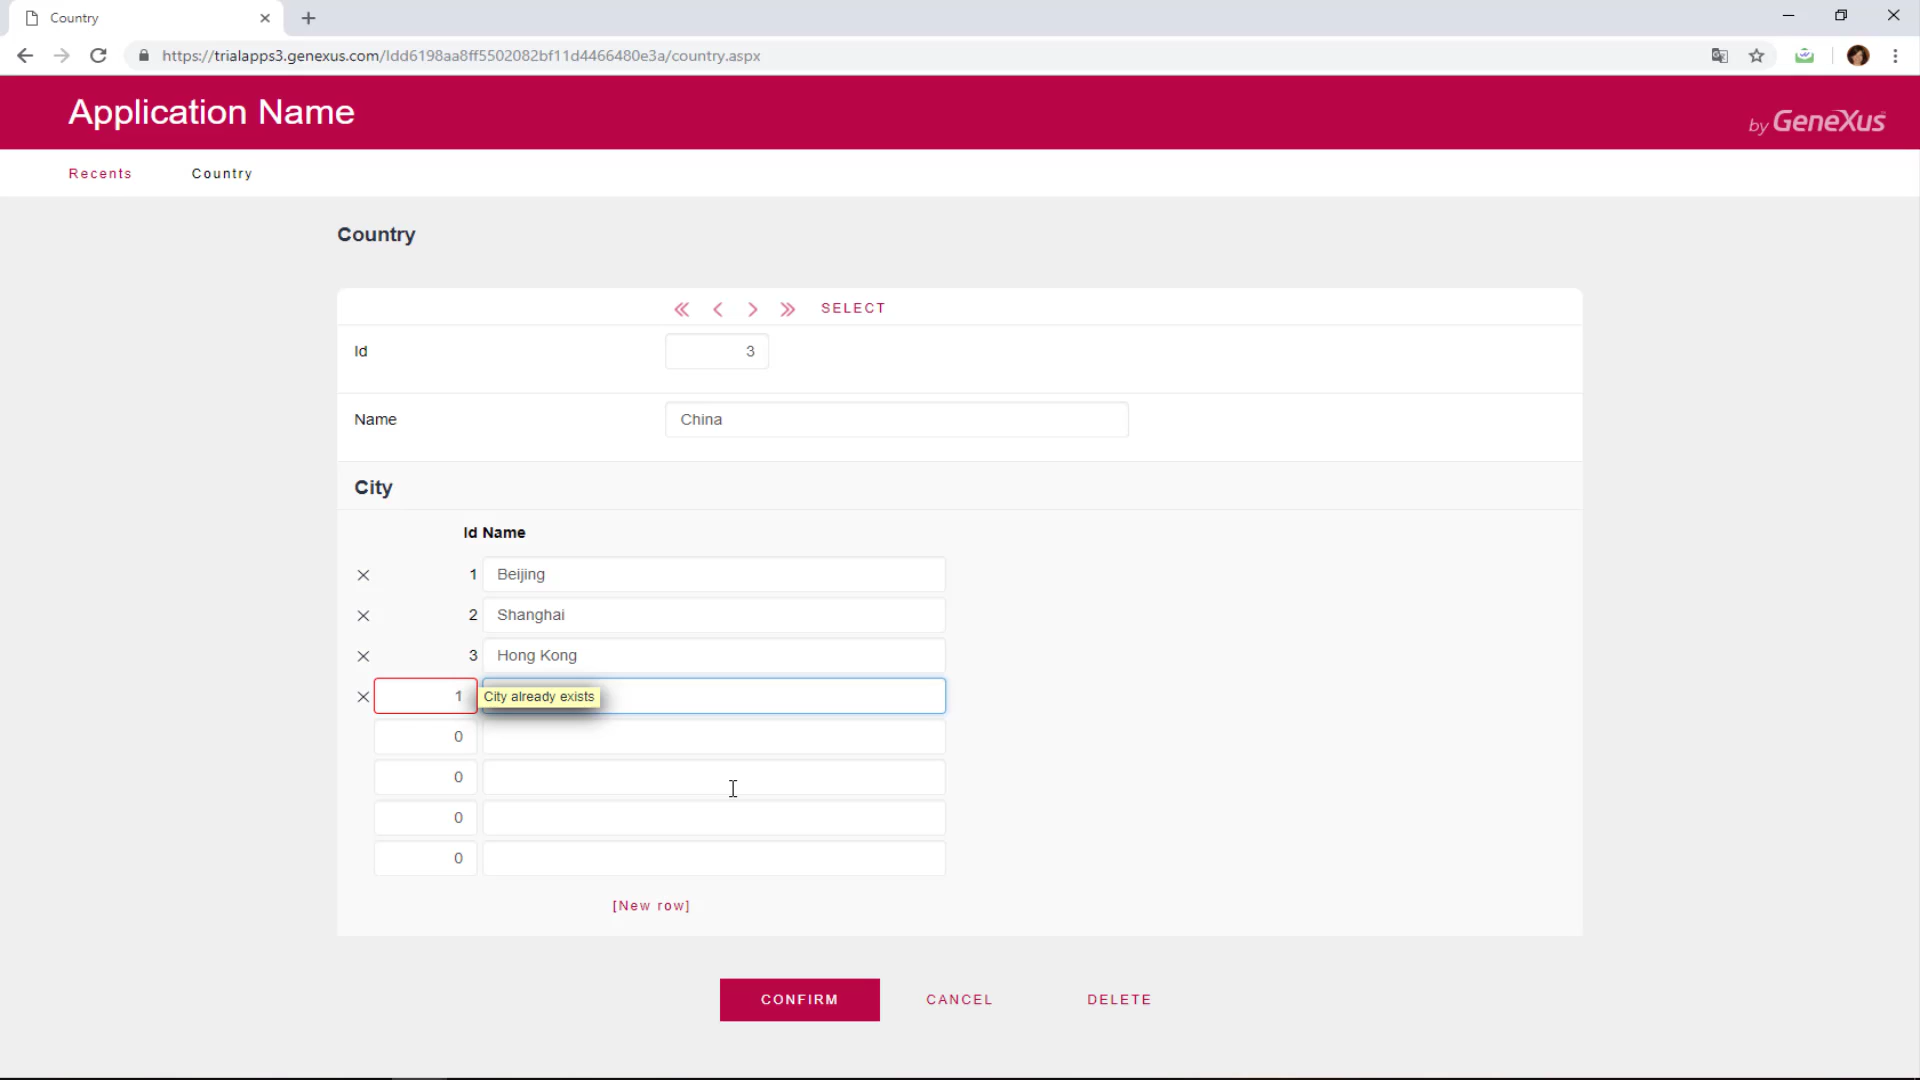 Country
https://trialapps3.genexus.com/Idd6198aa8ff5502082bf11d4466480e3a/country.aspx
Application Name
by GeneXus
Recents Country
Country
SELECT
Id 3
Name China
City
Id Name
1 Beijing
2 Shanghai
3 Hong Kong
1 City already exists
0
0
0
0
[New row]
CONFIRM CANCEL DELETE